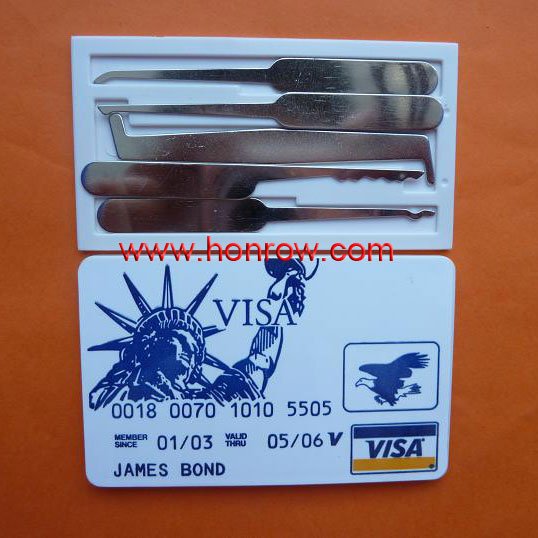 www.honrow.com
VISA
0018 0070 1010 5505
MEMBER SINCE 01/03 VALID THRU 05/06 V
VISA
JAMES BOND